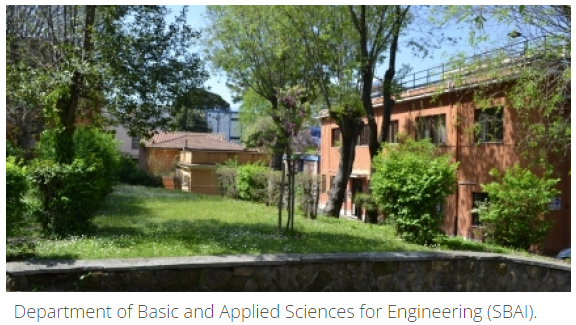 Department of Basic and Applied Sciences for Engineering (SBAI).